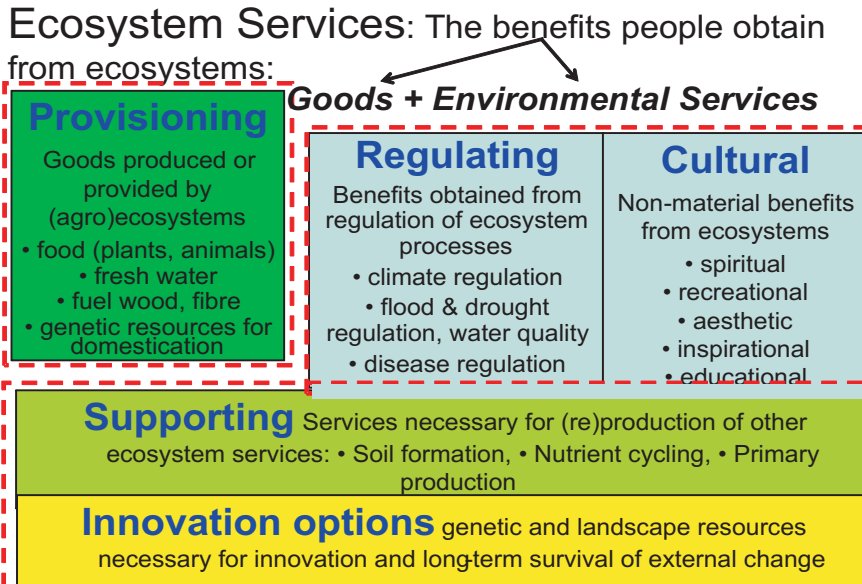 Ecosystem Services: The benefits people obtain
from ecosystems:
Goods + Environmental Services
Provisioning
Goods produced or
provided by
(agro)ecosystems
• food (plants, animals)
• fresh water
• fuel wood, fibre
• genetic resources for
domestication
Regulating
Benefits obtained from
regulation of ecosystem
processes
• climate regulation
• flood & drought
regulation, water quality
• disease regulation
Cultural
Non-material benefits
from ecosystems
• spiritual
• recreational
• aesthetic
• inspirational
• educational
Supporting Services necessary for (re)production of other
ecosystem services: • Soil formation, • Nutrient cycling, • Primary
production
Innovation options genetic and landscape resources
necessary for innovation and long-term survival of external change